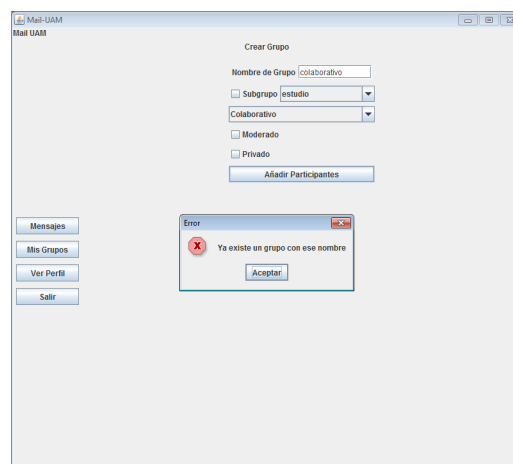 Mail-UAM
Mail UAM
Crear Grupo
Nombre de Grupo colaborativo
Subgrupo estudio
Colaborativo
Moderado
Privado
Añadir Participantes
Mensajes
Mis Grupos
Ver Perfil
Salir
Error
X
Ya existe un grupo con ese nombre
Aceptar